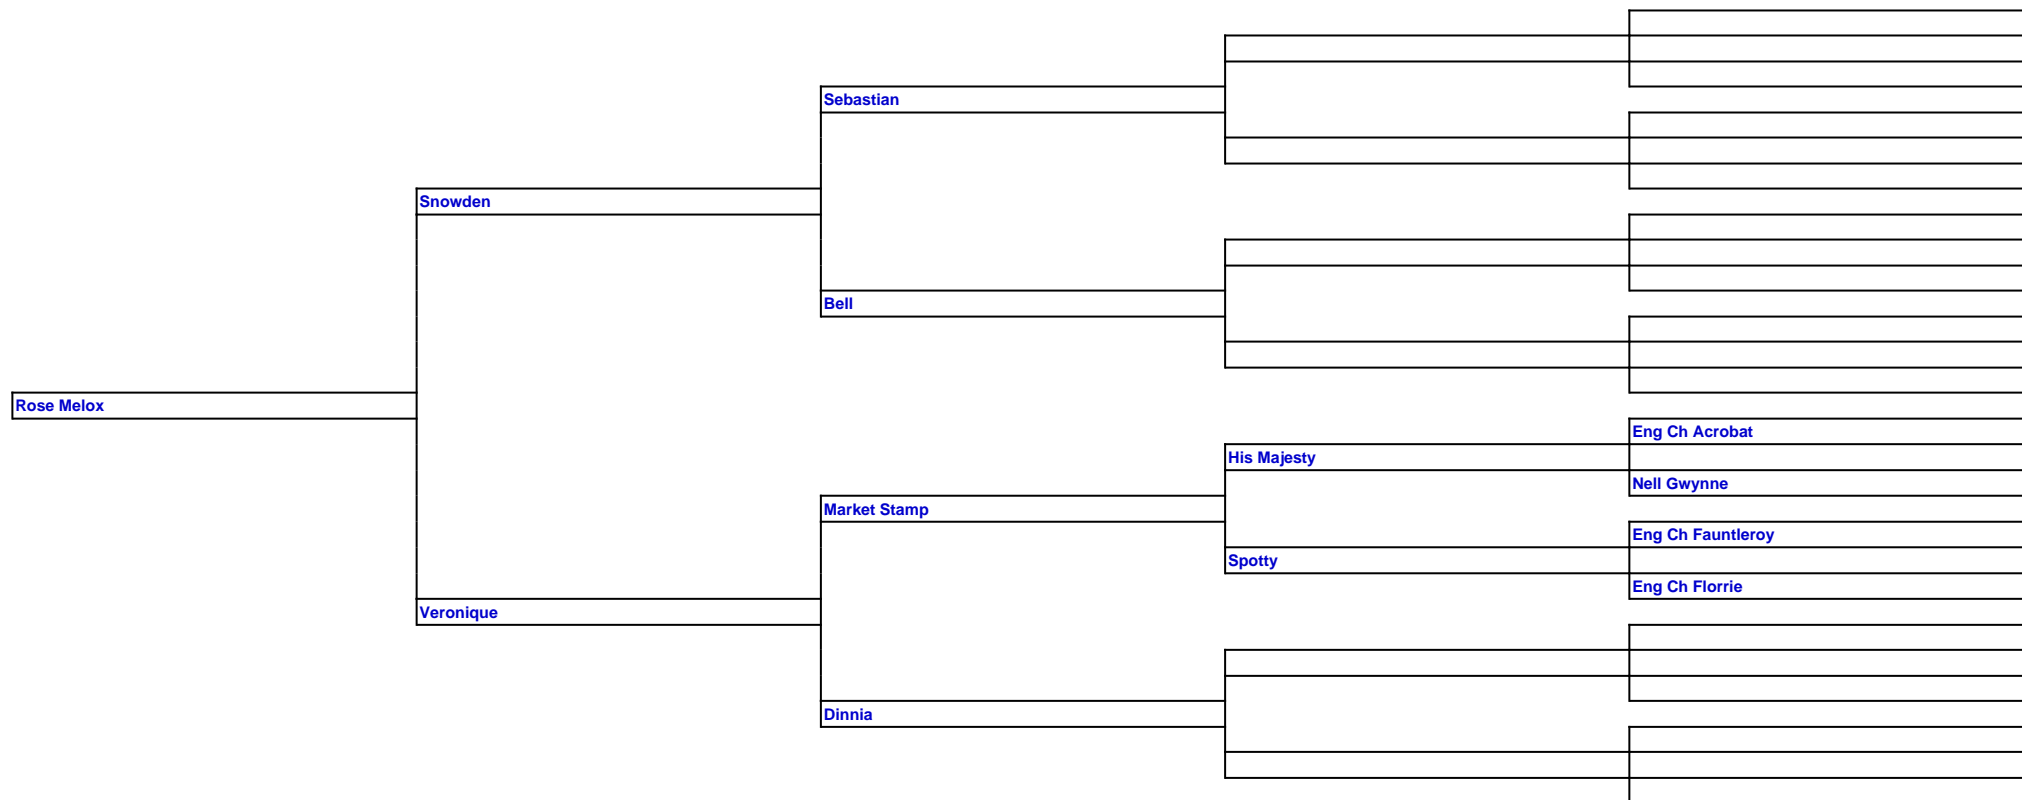 Sebastian
Snowden
Bell
Rose Melox
Eng Ch Acrobat
His Majesty
Nell Gwynne
Market Stamp
Eng Ch Fauntleroy
Spotty
Eng Ch Florrie
Veronique
Dinnia